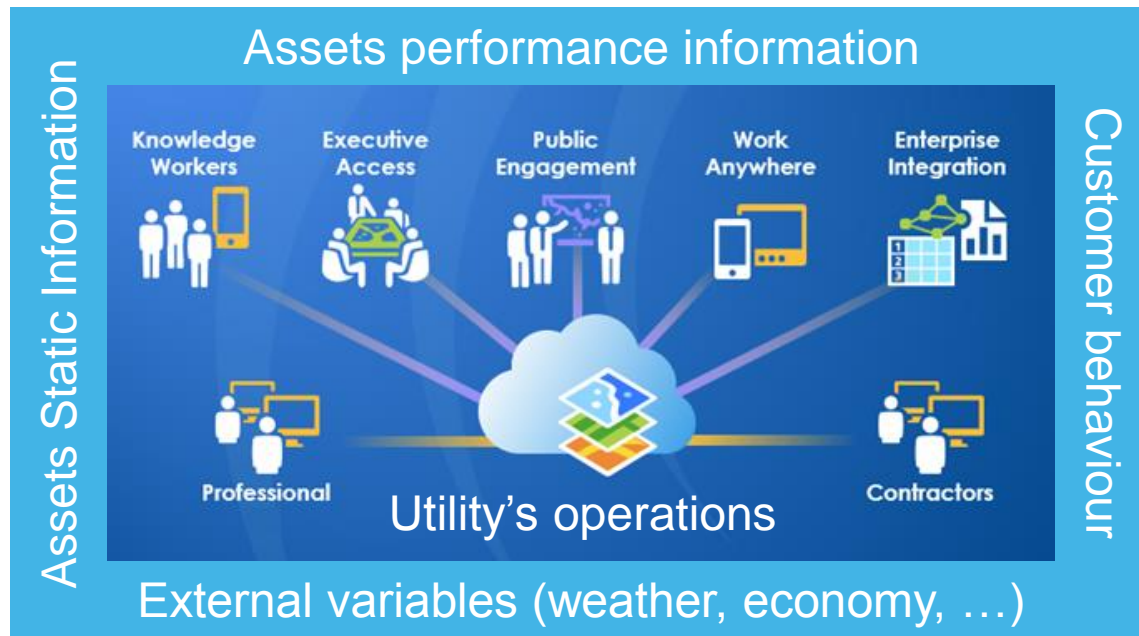 Assets performance information
Assets Static Information
Knowledge
Workers
Executive
Access
Public
Engagement
Work
Anywhere
Enterprise
Integration
1
2
3
Professional
Contractors
Utility’s operations
Customer behaviour
External variables (weather, economy, …)